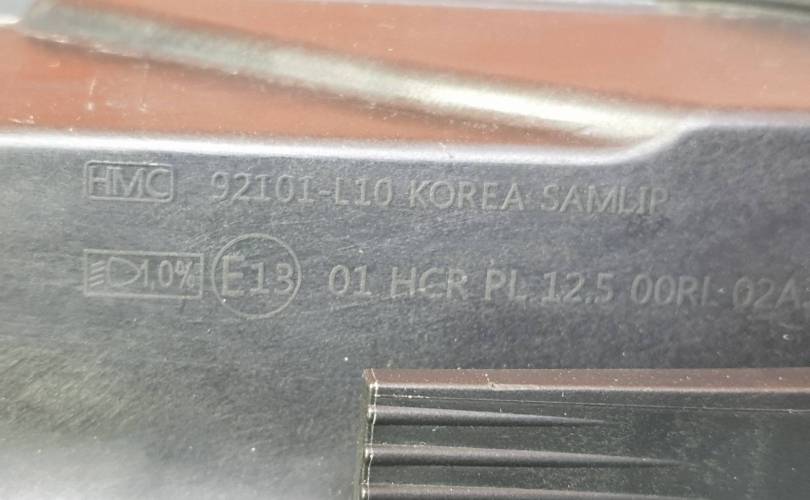 HMC 92101-L10 KOREA SAMLIP
1,0% E13 01 HCR PL 12.5 00RL 02A